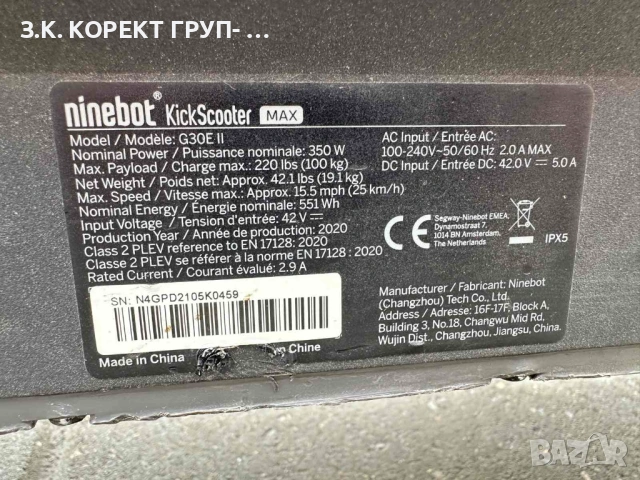 З.К. КОРЕКТ ГРУП- ...
ninebot® KickScooter MAX
Model / Modèle: G30E II
Nominal Power / Puissance nominale: 350 W
Max. Payload / Charge max.: 220 lbs (100 kg)
Net Weight / Poids net: Approx. 42.1 lbs (19.1 kg)
Max. Speed / Vitesse max.: Approx. 15.5 mph (25 km/h)
Nominal Energy / Énergie nominale: 551 Wh
Input Voltage / Tension d'entrée: 42 V⎓
Production Year / Année de production: 2020
Class 2 PLEV reference to EN 17128: 2020
Classe 2 PLEV se référer à la norme EN 17128 : 2020
Rated Current / Courant évalué: 2.9 A
SN: N4GPD2105K0459
Made in China
n Chine
AC Input / Entrée AC:
100-240V~50/60 Hz 2.0 A MAX
DC Input / Entrée DC: 42.0 V ⎓ 5.0 A
CE
Segway-Ninebot EMEA,
Dynamostraat 7,
1014 BN Amsterdam,
The Netherlands
IPX5
Manufacturer / Fabricant: Ninebot
(Changzhou) Tech Co., Ltd.
Address / Adresse: 16F-17F, Block A,
Building 3, No.18, Changwu Mid Rd,
Wujin Dist., Changzhou, Jiangsu, China.
BAZAR